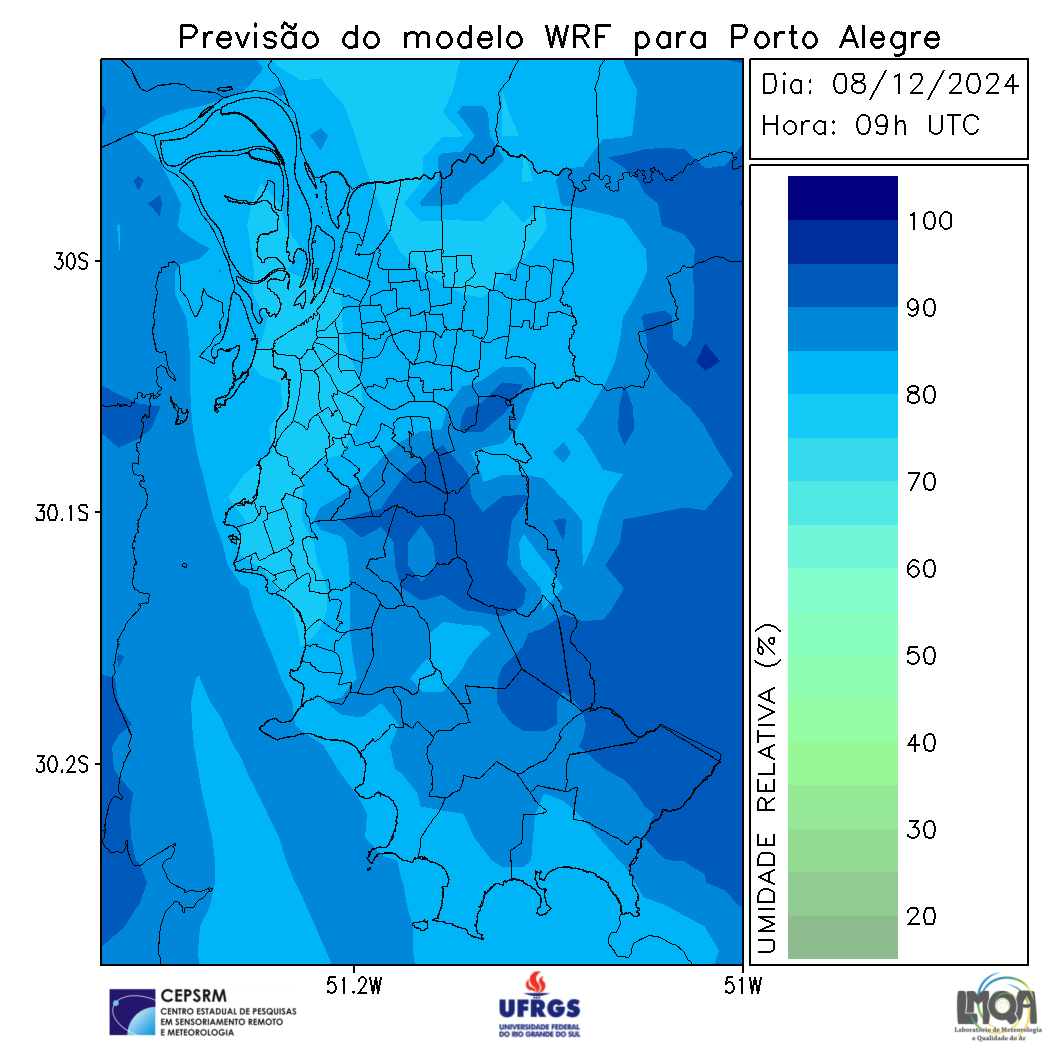 Previsão do modelo WRF para Porto Alegre
Dia: 08/12/2024
Hora: 09h UTC
30S
30.1S
30.2S
51.2W
51W
100
90
80
70
60
50
40
30
20
UMIDADE RELATIVA (%)
CEPSRM
CENTRO ESTADUAL DE PESQUISAS
EM SENSORIAMENTO REMOTO
E METEOROLOGIA
UFRGS
UNIVERSIDADE FEDERAL
DO RIO GRANDE DO SUL
LMQA
Laboratório de Meteorologia
e Qualidade do Ar